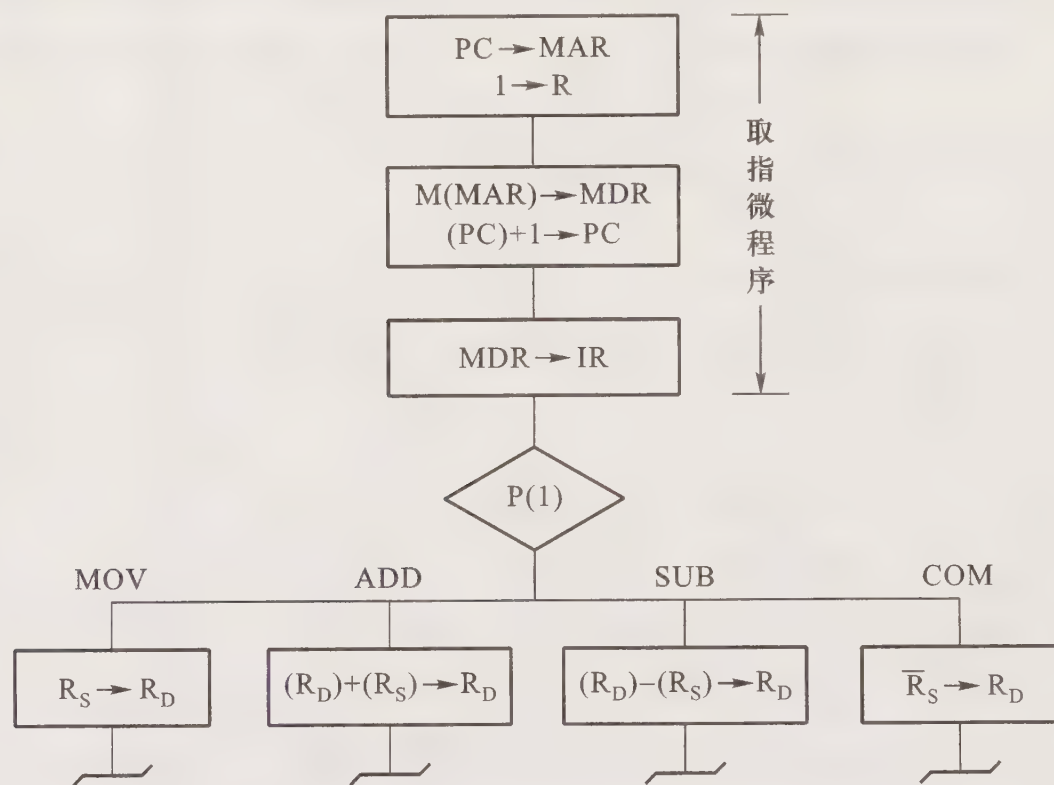 PC → MAR
1 → R
取指微程序
M(MAR) → MDR
(PC)+1 → PC
MDR → IR
P(1)
MOV
ADD
SUB
COM
R_S → R_D
(R_D)+(R_S) → R_D
(R_D)−(R_S) → R_D
R̅_S → R_D